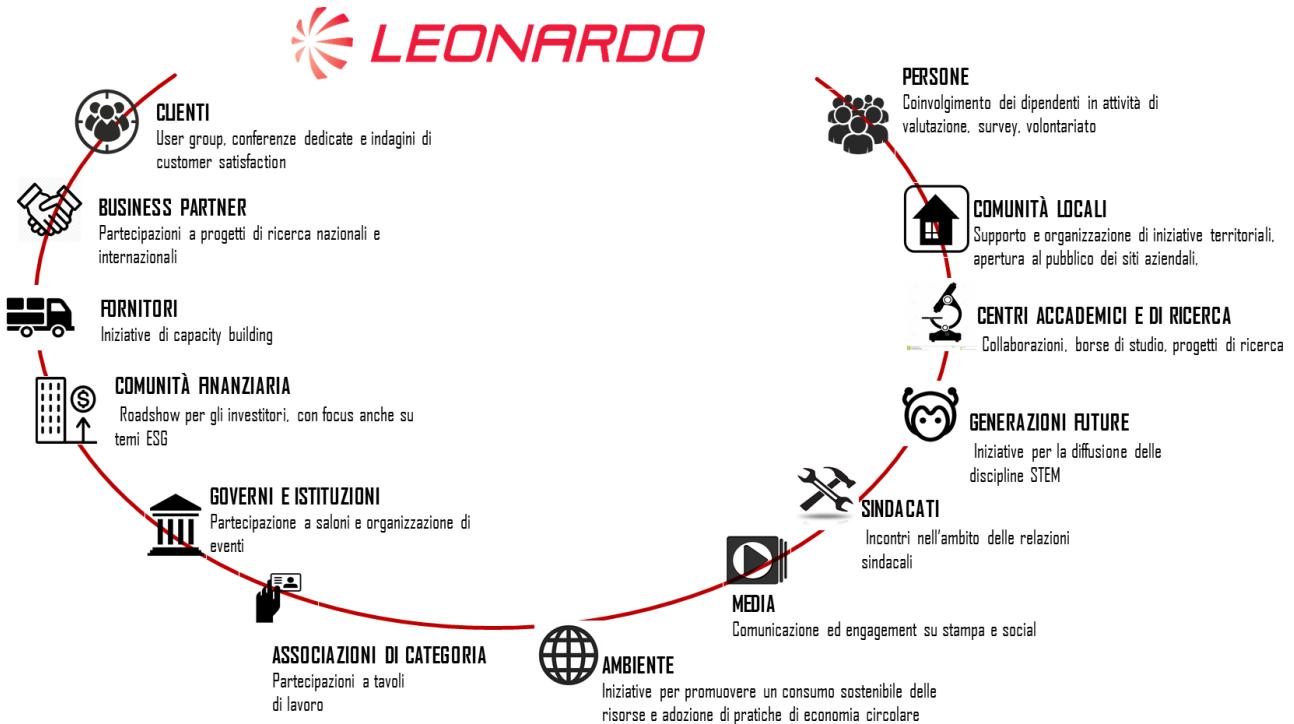 LEONARDO
CLIENTI
User group, conferenze dedicate e indagini di
customer satisfaction
BUSINESS PARTNER
Partecipazioni a progetti di ricerca nazionali e
internazionali
FORNITORI
Iniziative di capacity building
COMUNITÀ FINANZIARIA
Roadshow per gli investitori, con focus anche su
temi ESG
GOVERNI E ISTITUZIONI
Partecipazione a saloni e organizzazione di
eventi
ASSOCIAZIONI DI CATEGORIA
Partecipazioni a tavoli
di lavoro
AMBIENTE
Iniziative per promuovere un consumo sostenibile delle
risorse e adozione di pratiche di economia circolare
MEDIA
Comunicazione ed engagement su stampa e social
SINDACATI
Incontri nell'ambito delle relazioni
sindacali
GENERAZIONI FUTURE
Iniziative per la diffusione delle
discipline STEM
CENTRI ACCADEMICI E DI RICERCA
Collaborazioni, borse di studio, progetti di ricerca
COMUNITÀ LOCALI
Supporto e organizzazione di iniziative territoriali,
apertura al pubblico dei siti aziendali,
PERSONE
Coinvolgimento dei dipendenti in attività di
valutazione, survey, volontariato